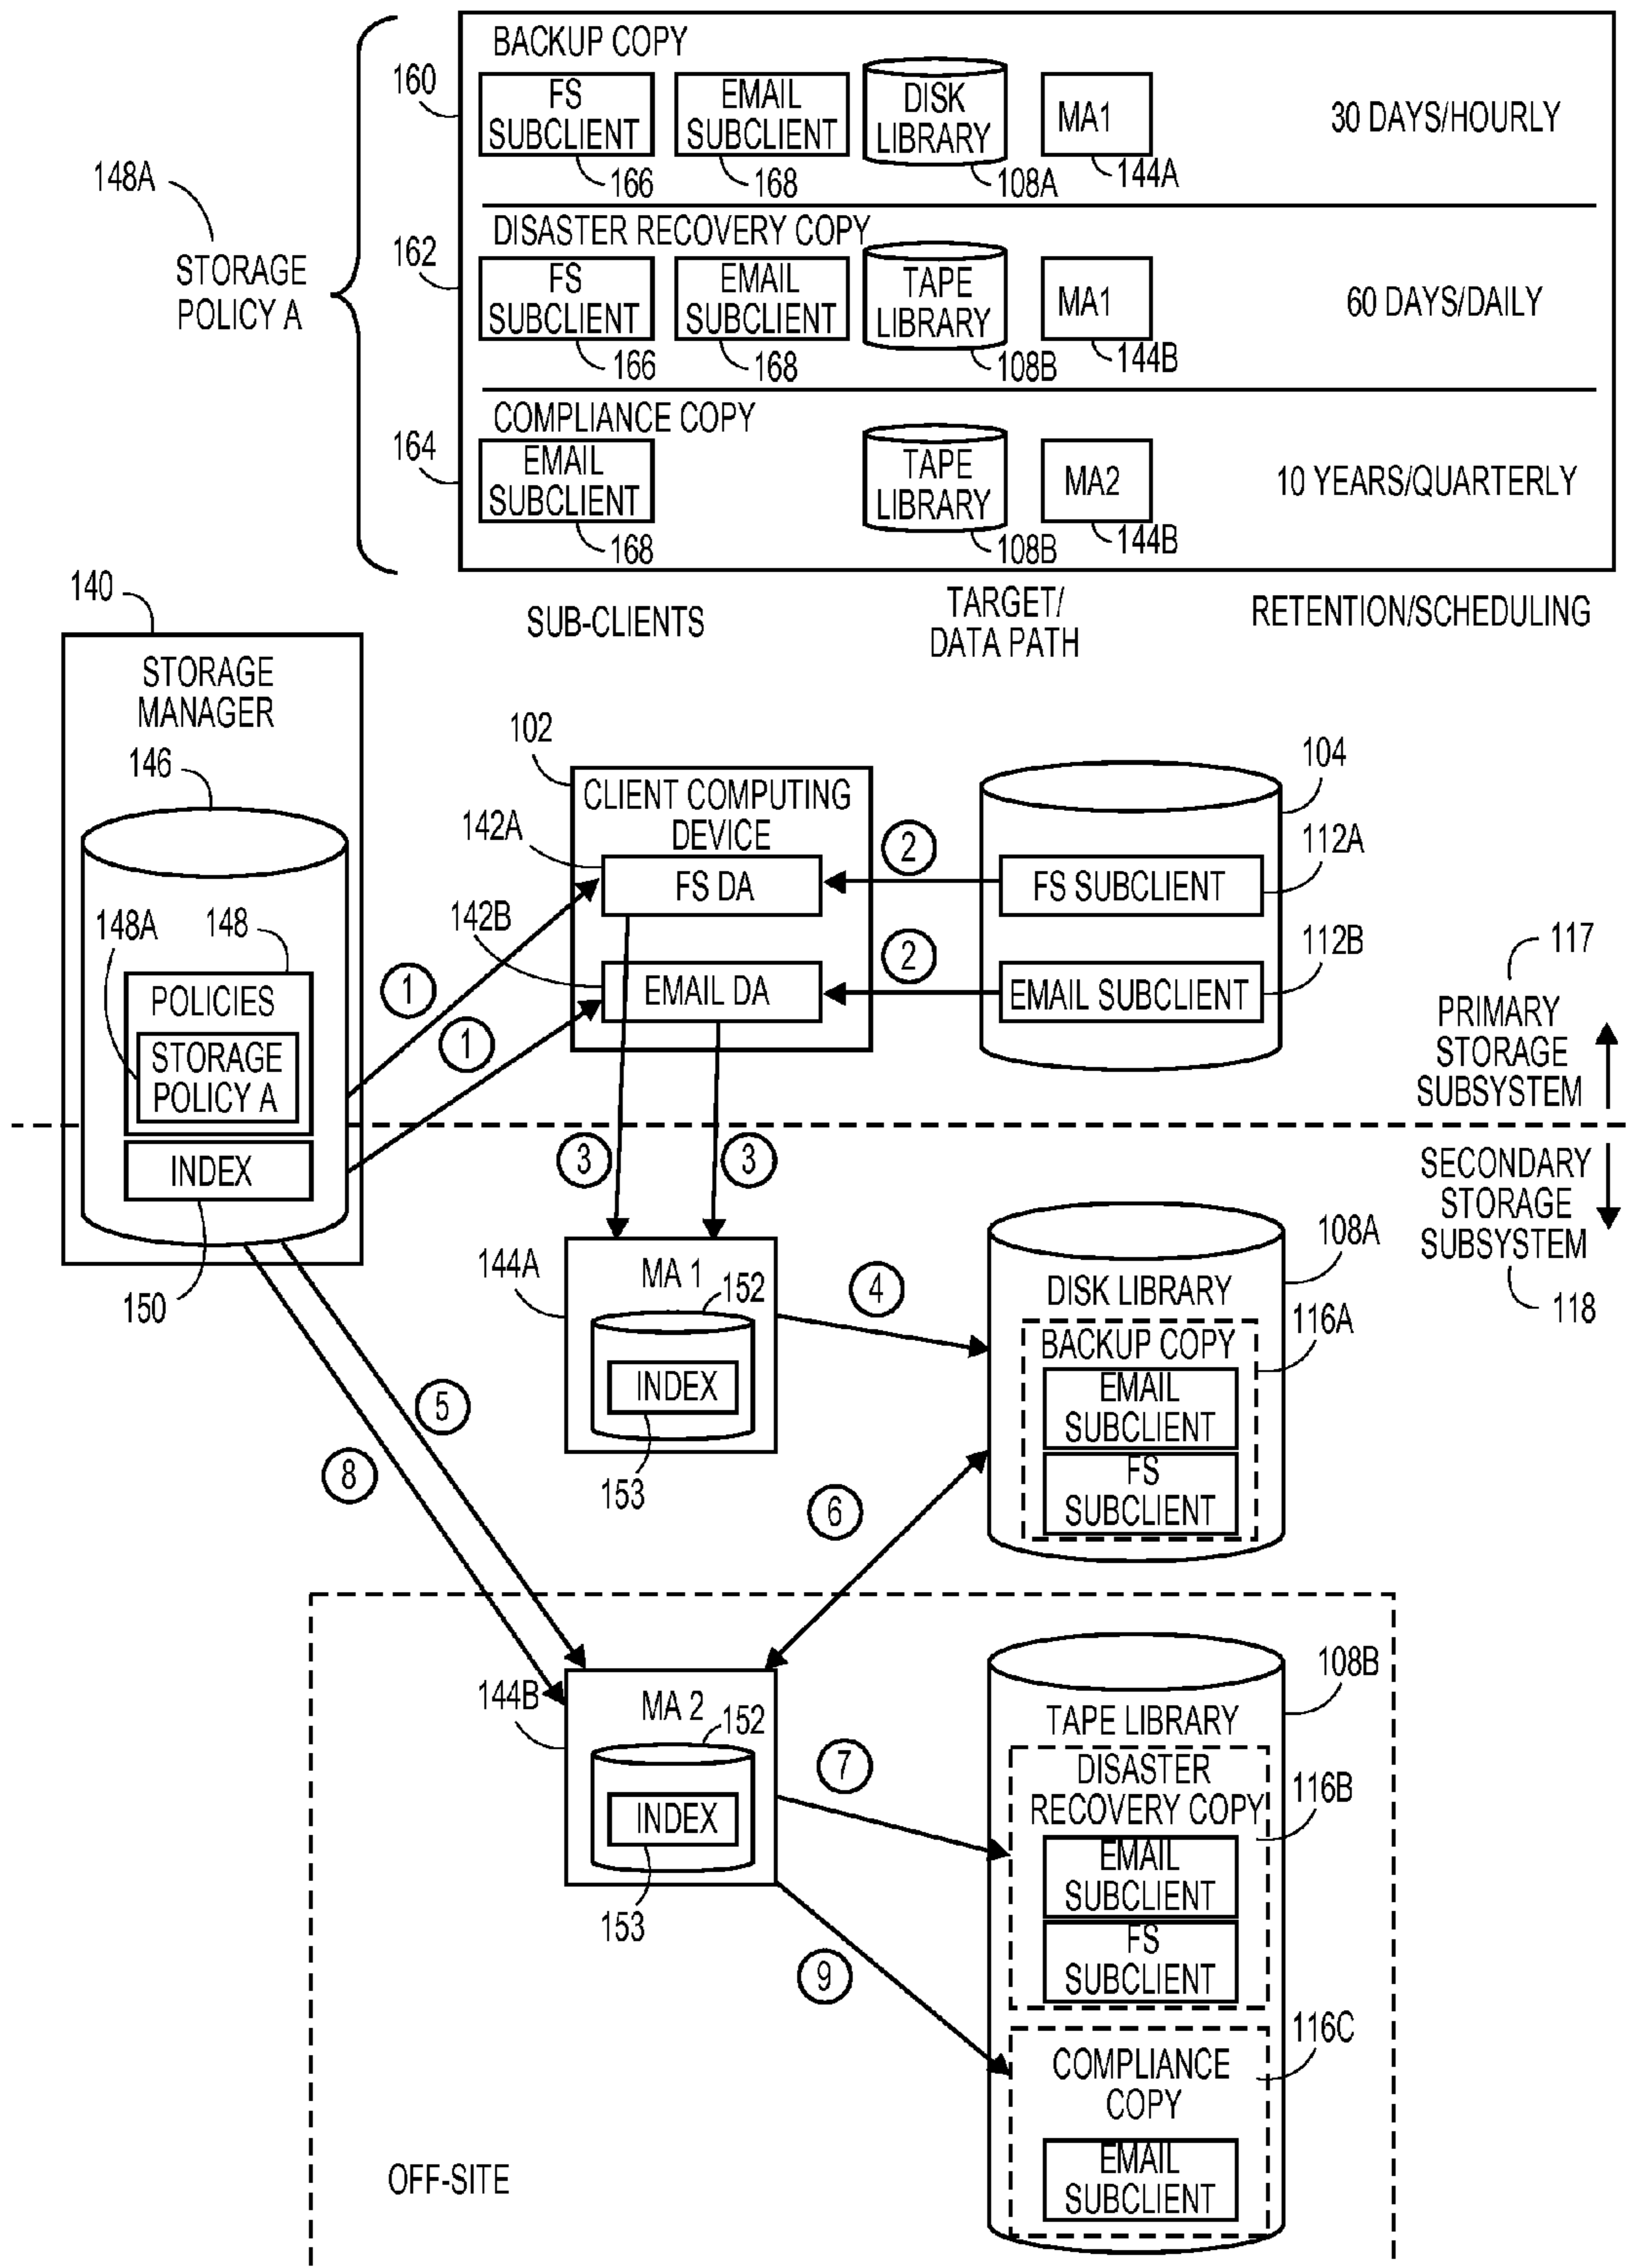 BACKUP COPY
160
FS
SUBCLIENT
166
EMAIL
SUBCLIENT
168
DISK
LIBRARY
108A
MA1
144A
30 DAYS/HOURLY
148A
STORAGE
POLICY A
DISASTER RECOVERY COPY
162
FS
SUBCLIENT
166
EMAIL
SUBCLIENT
168
TAPE
LIBRARY
108B
MA1
144B
60 DAYS/DAILY
COMPLIANCE COPY
164
EMAIL
SUBCLIENT
168
TAPE
LIBRARY
108B
MA2
144B
10 YEARS/QUARTERLY
SUB-CLIENTS
TARGET/
DATA PATH
RETENTION/SCHEDULING
140
STORAGE
MANAGER
146
148A
148
POLICIES
STORAGE
POLICY A
INDEX
150
102
CLIENT COMPUTING
DEVICE
142A
FS DA
142B
EMAIL DA
1
1
2
2
104
FS SUBCLIENT
112A
EMAIL SUBCLIENT
112B
117
PRIMARY
STORAGE
SUBSYSTEM
SECONDARY
STORAGE
SUBSYSTEM
118
3
3
144A
MA 1
152
INDEX
153
4
108A
DISK LIBRARY
BACKUP COPY
116A
EMAIL
SUBCLIENT
FS
SUBCLIENT
5
8
6
144B
MA 2
152
INDEX
153
7
9
108B
TAPE LIBRARY
DISASTER
RECOVERY COPY
116B
EMAIL
SUBCLIENT
FS
SUBCLIENT
116C
COMPLIANCE
COPY
EMAIL
SUBCLIENT
OFF-SITE